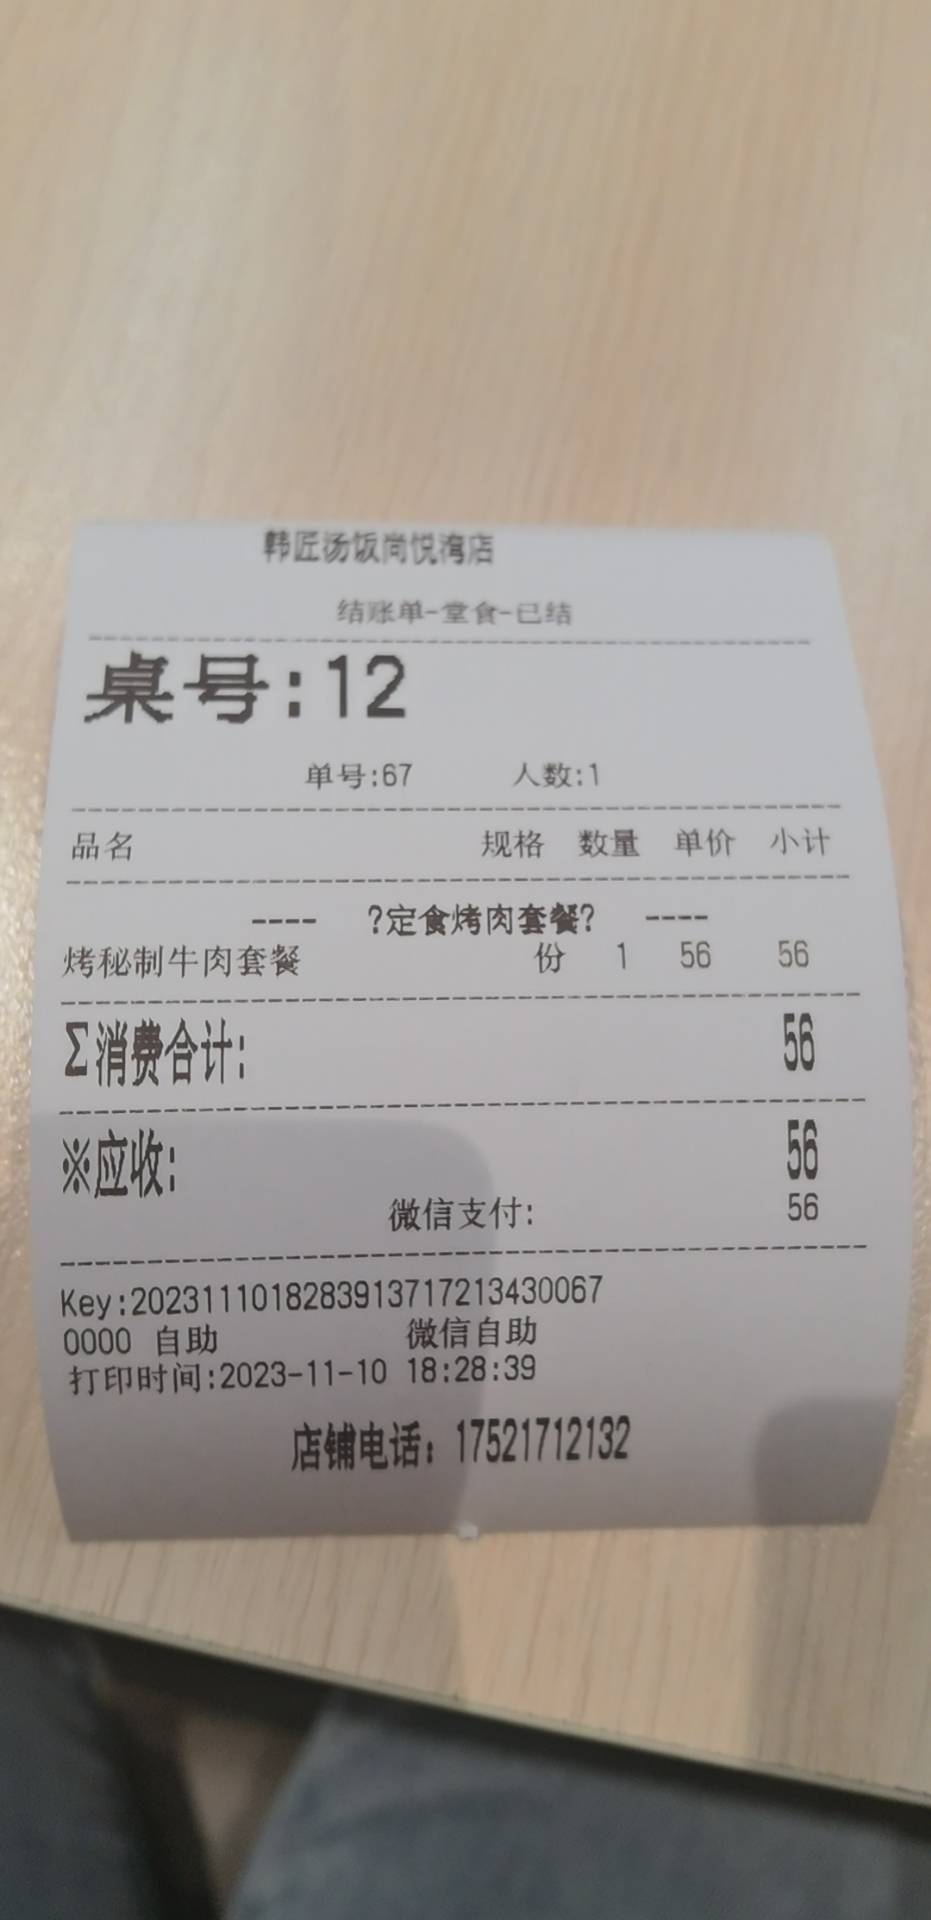 韩匠汤饭尚悦湾店
结账单-堂食-已结
桌号:12
单号:67 人数:1
品名 规格 数量 单价 小计
---- ?定食烤肉套餐? ----
烤秘制牛肉套餐 份 1 56 56
Σ消费合计: 56
※应收: 56
微信支付: 56
Key:20231110182839137172134​30067
0000 自助 微信自助
打印时间:2023-11-10 18:28:39
店铺电话：17521712132